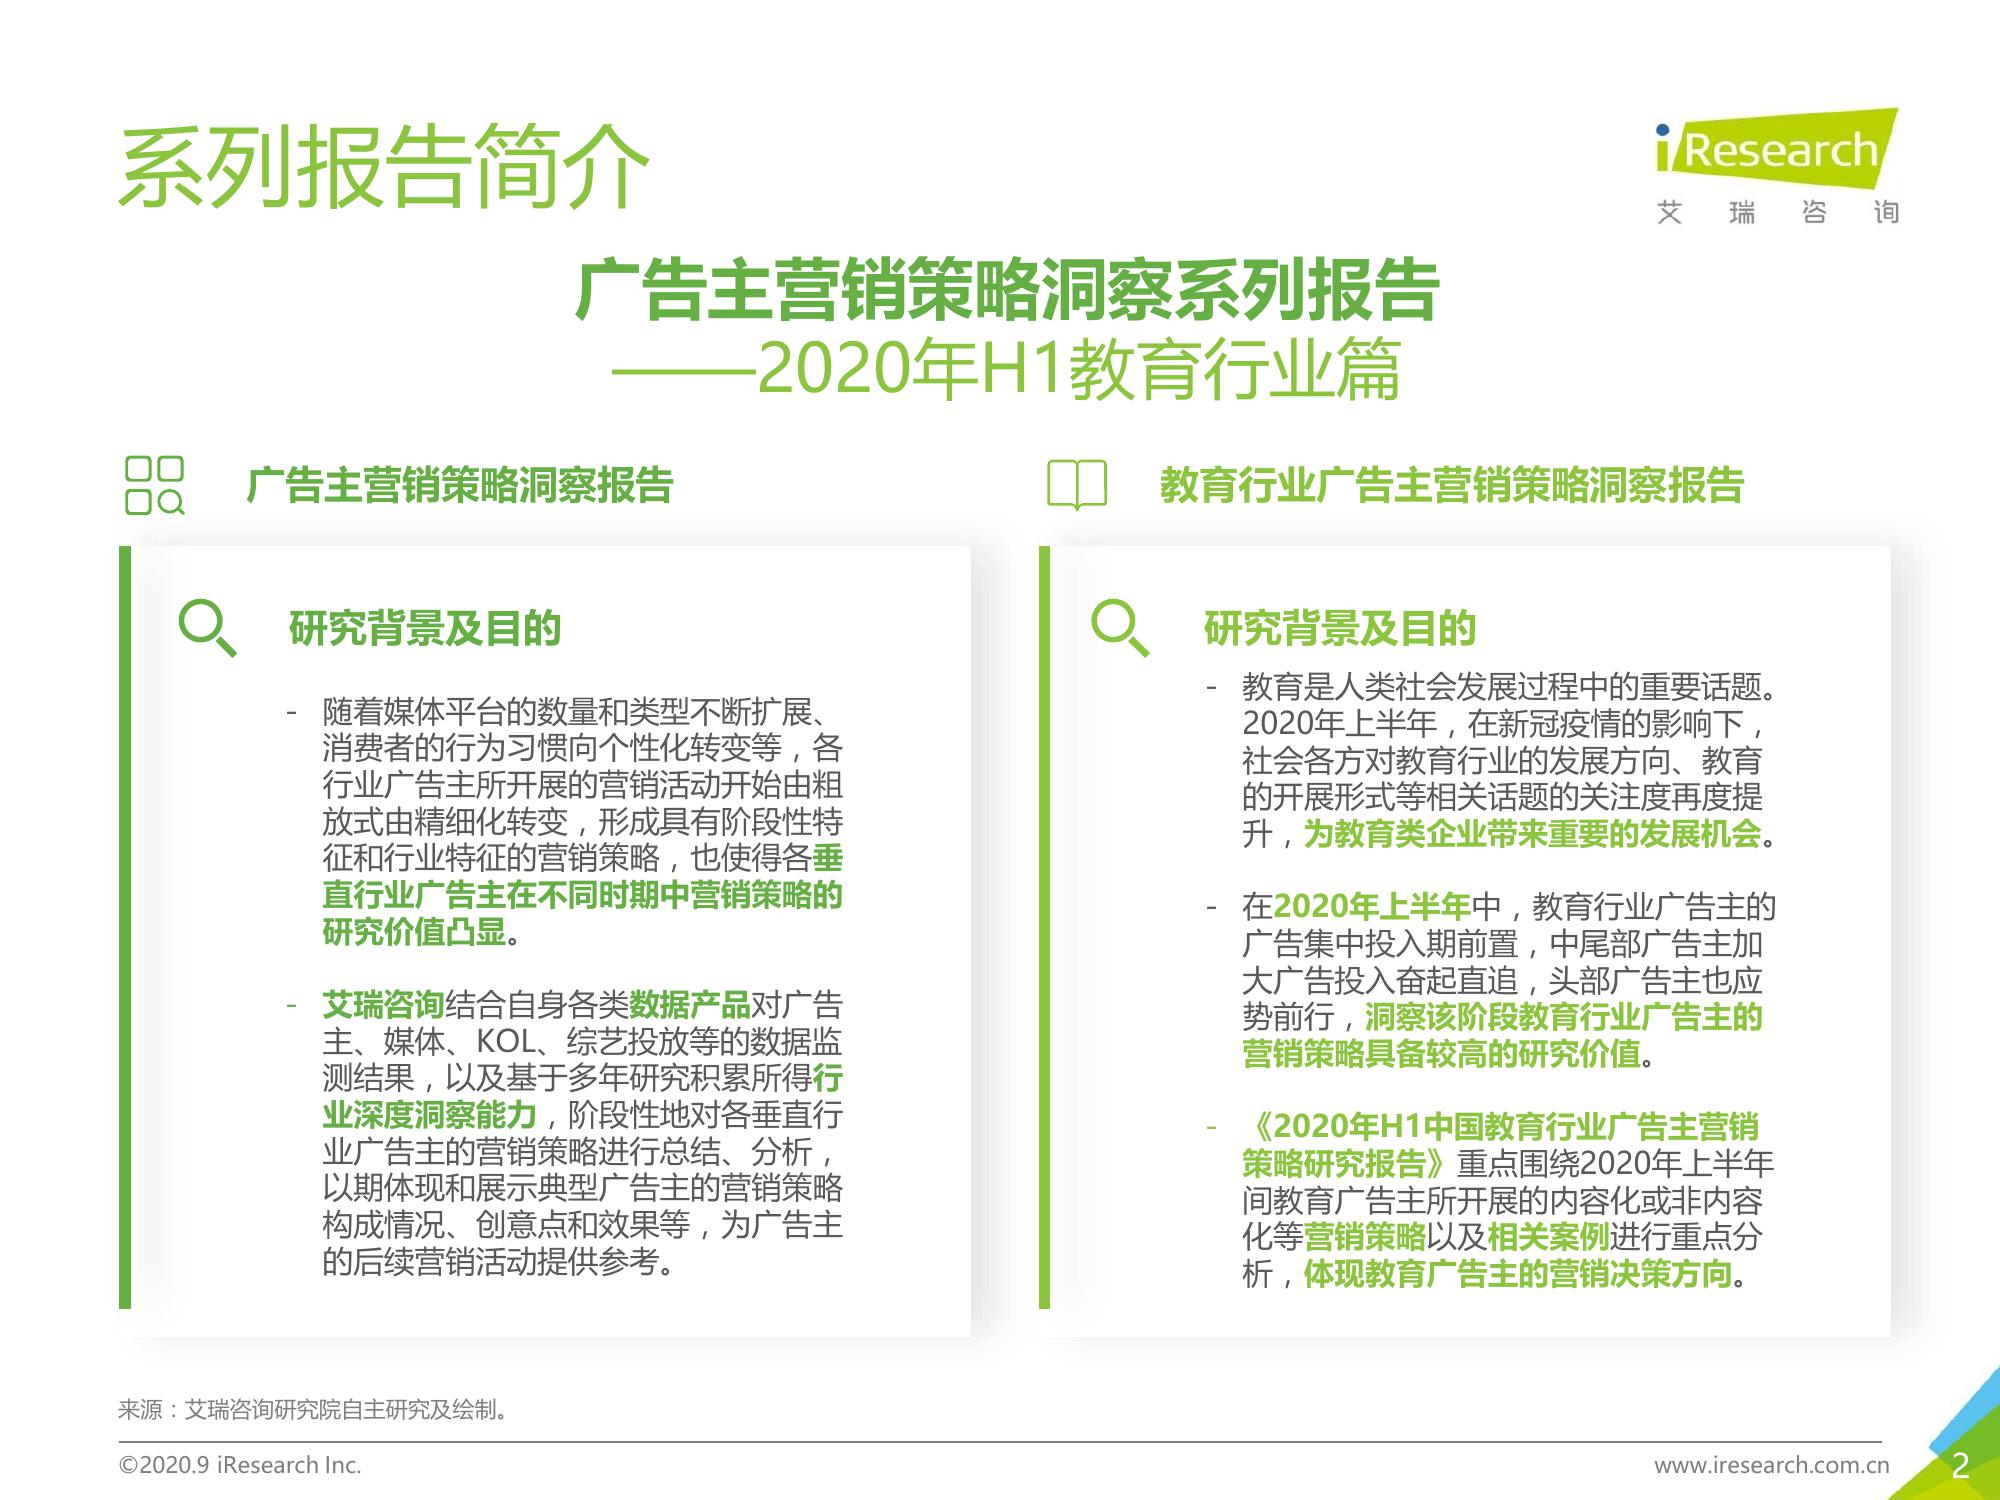 系列报告简介
iResearch
艾瑞咨询
广告主营销策略洞察系列报告
——2020年H1教育行业篇
广告主营销策略洞察报告
研究背景及目的
- 随着媒体平台的数量和类型不断扩展、
消费者的行为习惯向个性化转变等，各
行业广告主所开展的营销活动开始由粗
放式由精细化转变，形成具有阶段性特
征和行业特征的营销策略，也使得各垂
直行业广告主在不同时期中营销策略的
研究价值凸显。
- 艾瑞咨询结合自身各类数据产品对广告
主、媒体、KOL、综艺投放等的数据监
测结果，以及基于多年研究积累所得行
业深度洞察能力，阶段性地对各垂直行
业广告主的营销策略进行总结、分析，
以期体现和展示典型广告主的营销策略
构成情况、创意点和效果等，为广告主
的后续营销活动提供参考。
教育行业广告主营销策略洞察报告
研究背景及目的
- 教育是人类社会发展过程中的重要话题。
2020年上半年，在新冠疫情的影响下，
社会各方对教育行业的发展方向、教育
的开展形式等相关话题的关注度再度提
升，为教育类企业带来重要的发展机会。
- 在2020年上半年中，教育行业广告主的
广告集中投入期前置，中尾部广告主加
大广告投入奋起直追，头部广告主也应
势前行，洞察该阶段教育行业广告主的
营销策略具备较高的研究价值。
- 《2020年H1中国教育行业广告主营销
策略研究报告》重点围绕2020年上半年
间教育广告主所开展的内容化或非内容
化等营销策略以及相关案例进行重点分
析，体现教育广告主的营销决策方向。
来源：艾瑞咨询研究院自主研究及绘制。
©2020.9 iResearch Inc.
www.iresearch.com.cn
2